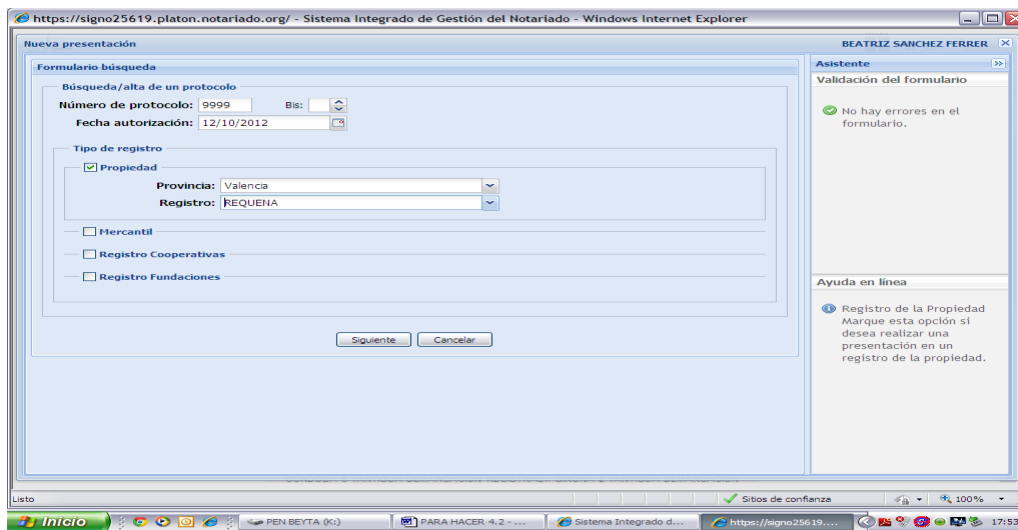 https://signo25619.platon.notariado.org/ - Sistema Integrado de Gestión del Notariado - Windows Internet Explorer
Nueva presentación
BEATRIZ SANCHEZ FERRER
Formulario búsqueda
Búsqueda/alta de un protocolo
Número de protocolo: 9999 Bis:
Fecha autorización: 12/10/2012
Tipo de registro
Propiedad
Provincia: Valencia
Registro: REQUENA
Mercantil
Registro Cooperativas
Registro Fundaciones
Siguiente Cancelar
Asistente
Validación del formulario
No hay errores en el
formulario.
Ayuda en línea
Registro de la Propiedad
Marque esta opción si
desea realizar una
presentación en un
registro de la propiedad.
Listo
Sitios de confianza
100%
Inicio
PEN BEYTA (K:)
PARA HACER 4.2 - ...
Sistema Integrado d...
https://signo25619....
17:53